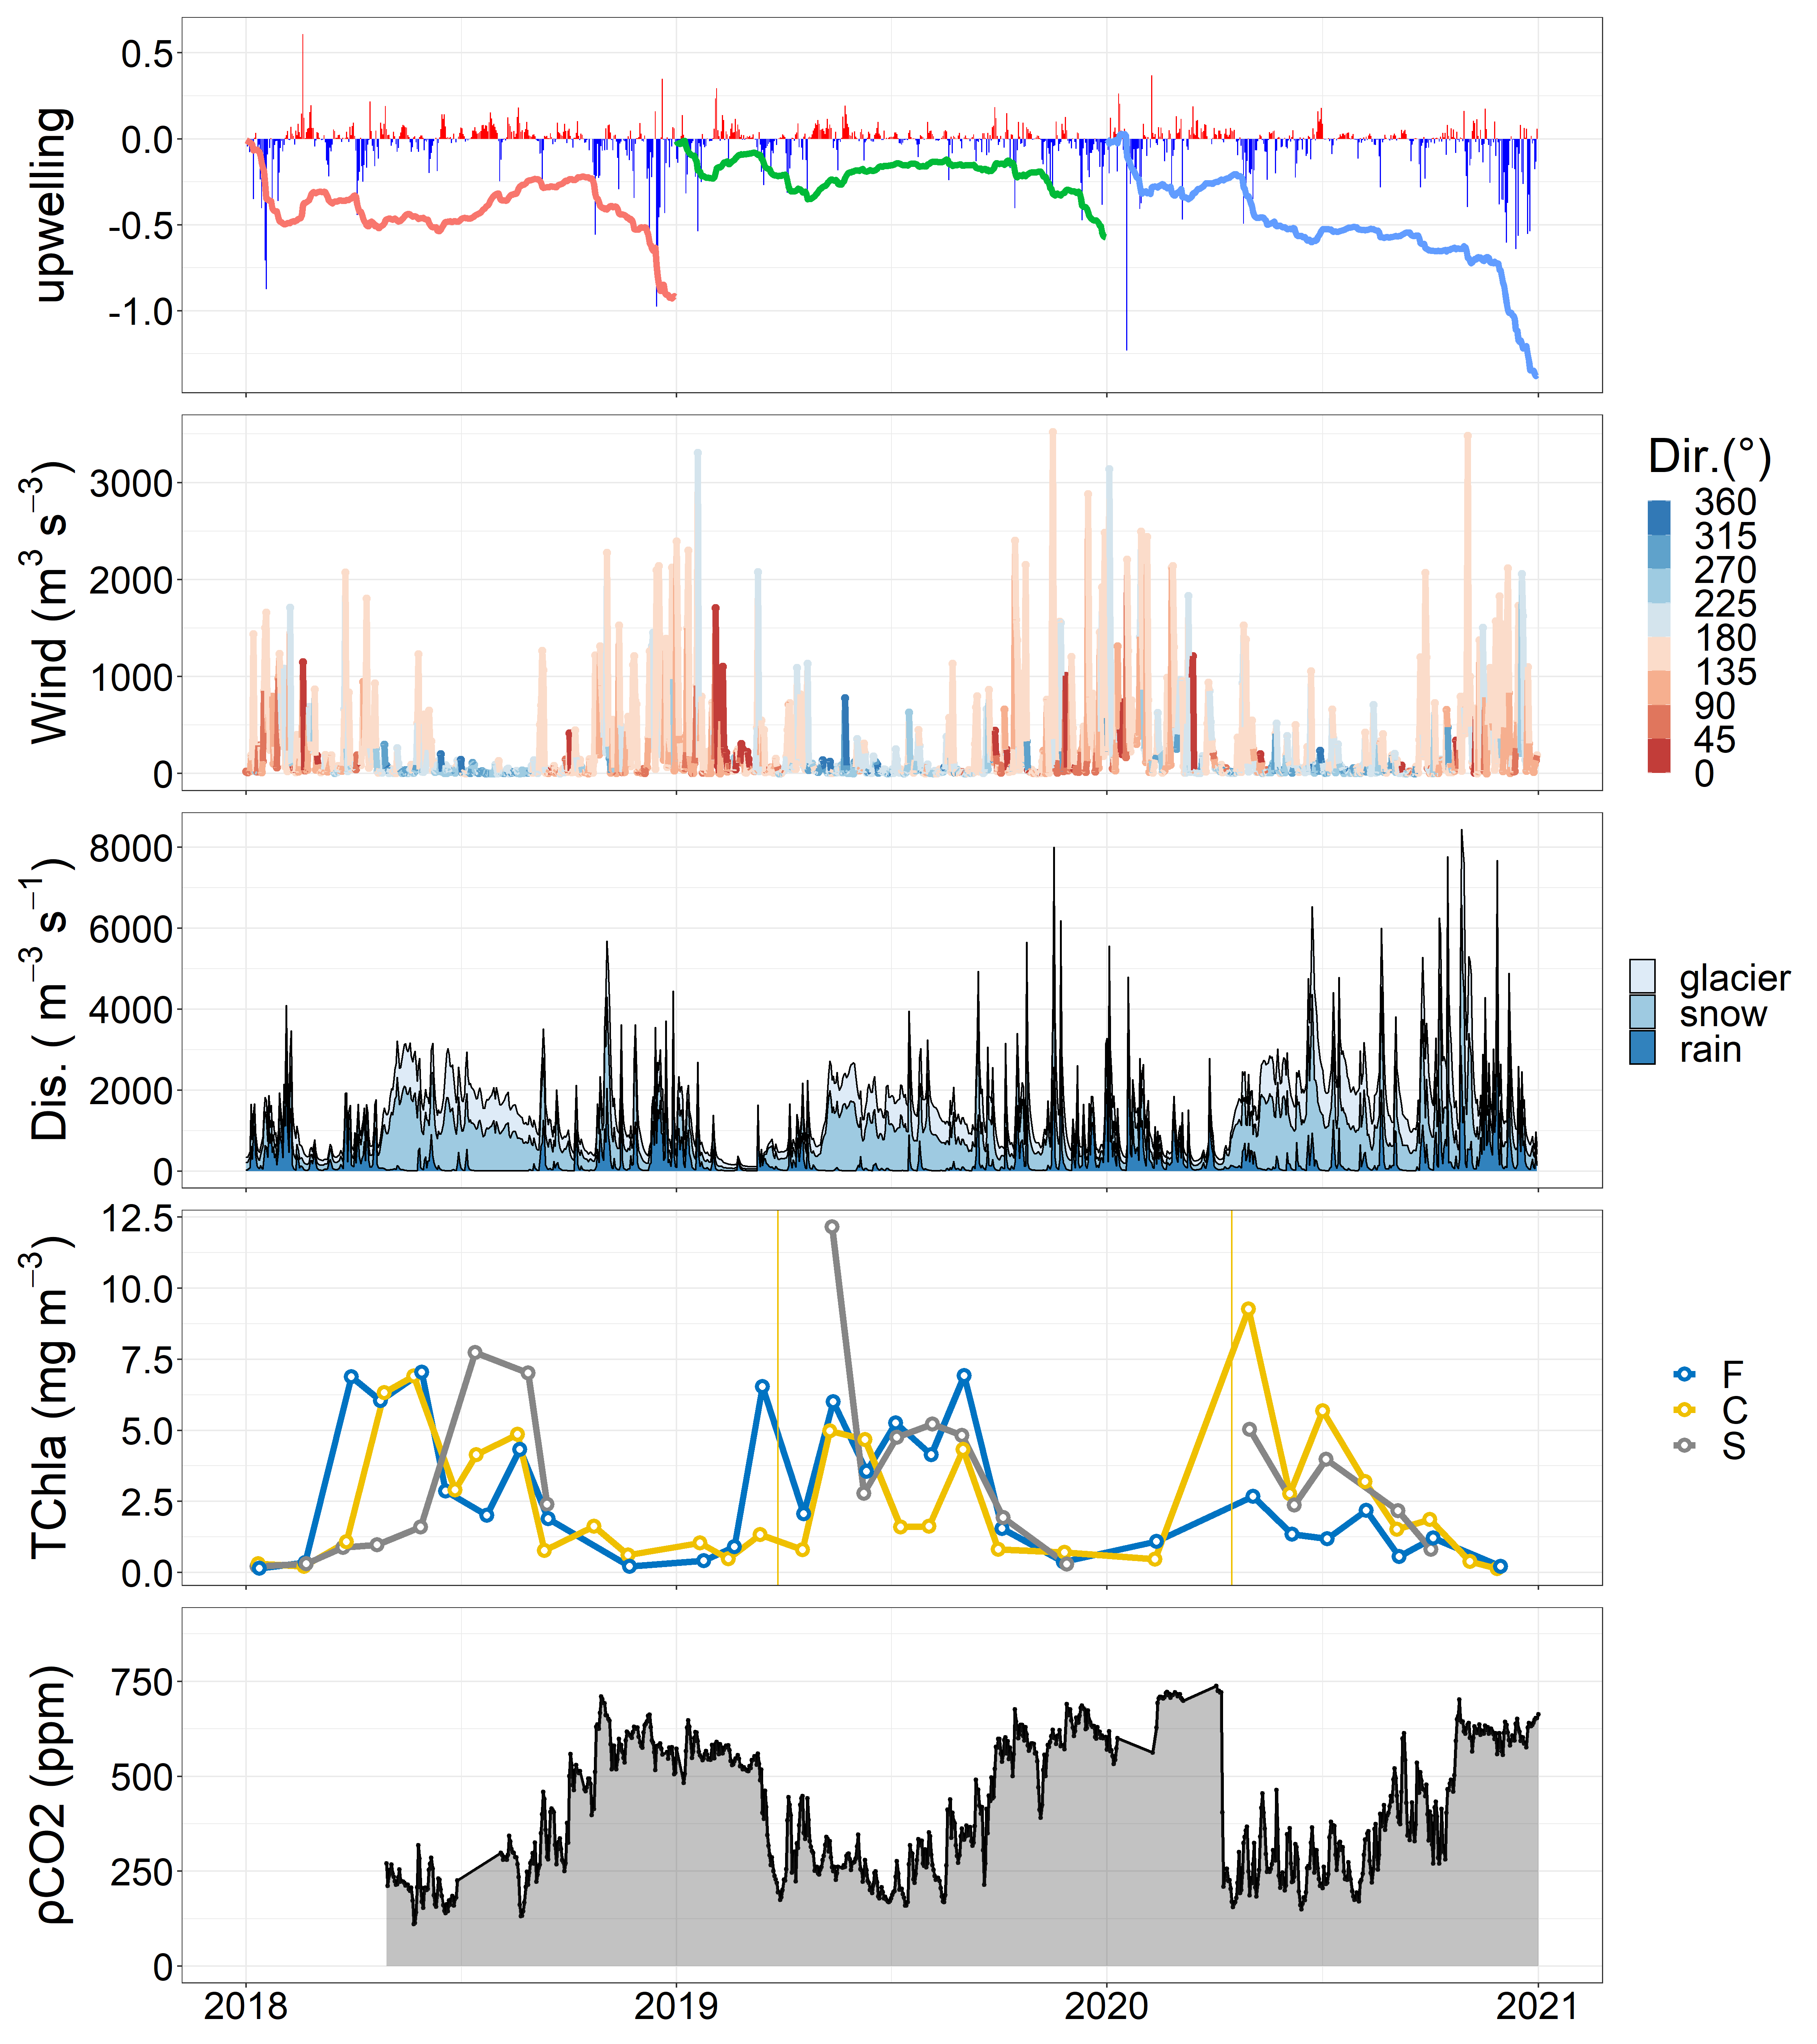 upwelling
0.5
0.0
-0.5
-1.0
Wind (m³ s⁻³)
3000
2000
1000
0
Dir.(°)
360
315
270
225
180
135
90
45
0
Dis. ( m⁻³ s⁻¹)
8000
6000
4000
2000
0
glacier
snow
rain
TChla (mg m⁻³)
12.5
10.0
7.5
5.0
2.5
0.0
F
C
S
ρCO2 (ppm)
750
500
250
0
2018 2019 2020 2021